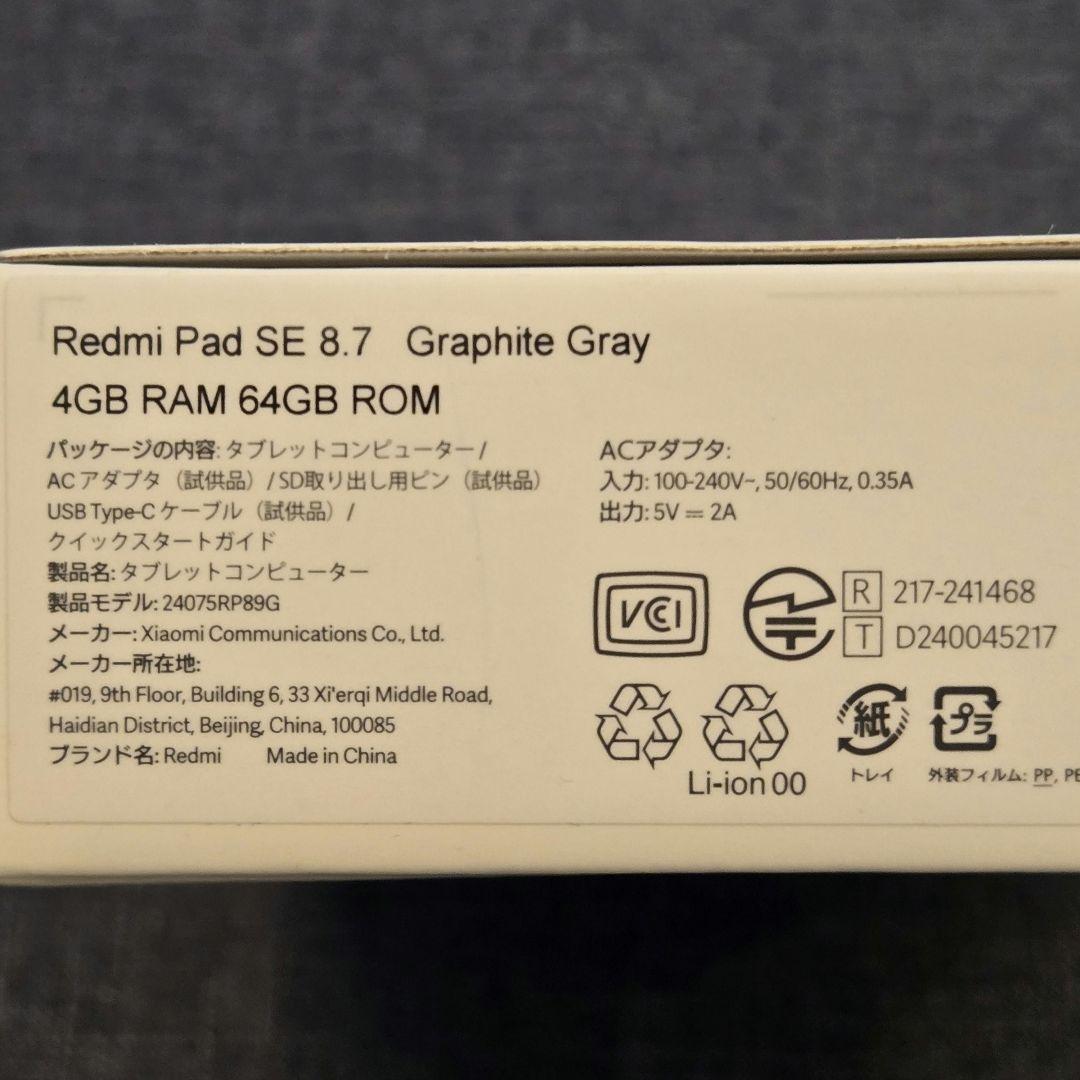 Redmi Pad SE 8.7 Graphite Gray
4GB RAM 64GB ROM
パッケージの内容: タブレットコンピューター /
AC アダプタ（試供品）/ SD取り出し用ピン（試供品）
USB Type-C ケーブル（試供品）/
クイックスタートガイド
製品名: タブレットコンピューター
製品モデル: 24075RP89G
メーカー: Xiaomi Communications Co., Ltd.
メーカー所在地:
#019, 9th Floor, Building 6, 33 Xi'erqi Middle Road,
Haidian District, Beijing, China, 100085
ブランド名: Redmi Made in China
ACアダプタ:
入力: 100-240V~, 50/60Hz, 0.35A
出力: 5V ⎓ 2A
VCCI
R 217-241468
T D240045217
Li-ion 00
紙
トレイ
プラ
外装フィルム: PP, PE